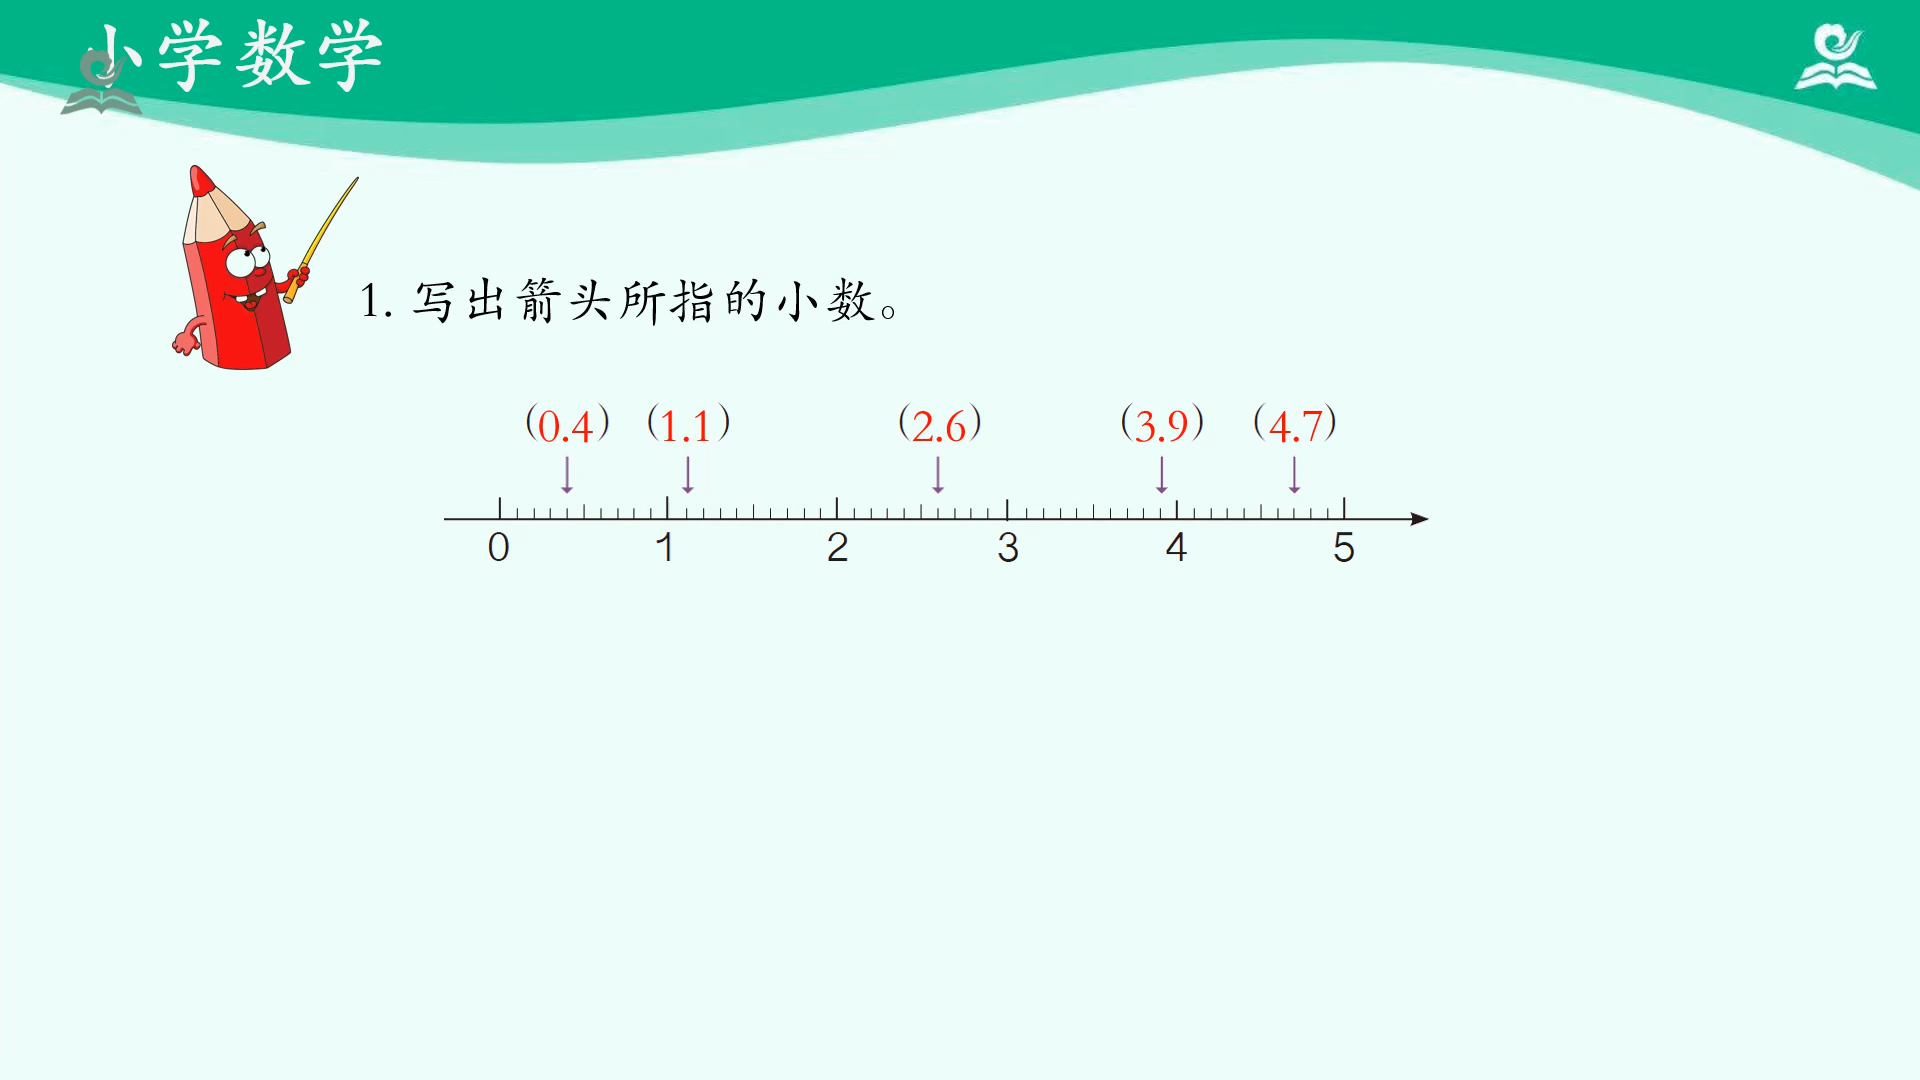 小学数学
1. 写出箭头所指的小数。
(0.4) (1.1) (2.6) (3.9) (4.7)
0 1 2 3 4 5